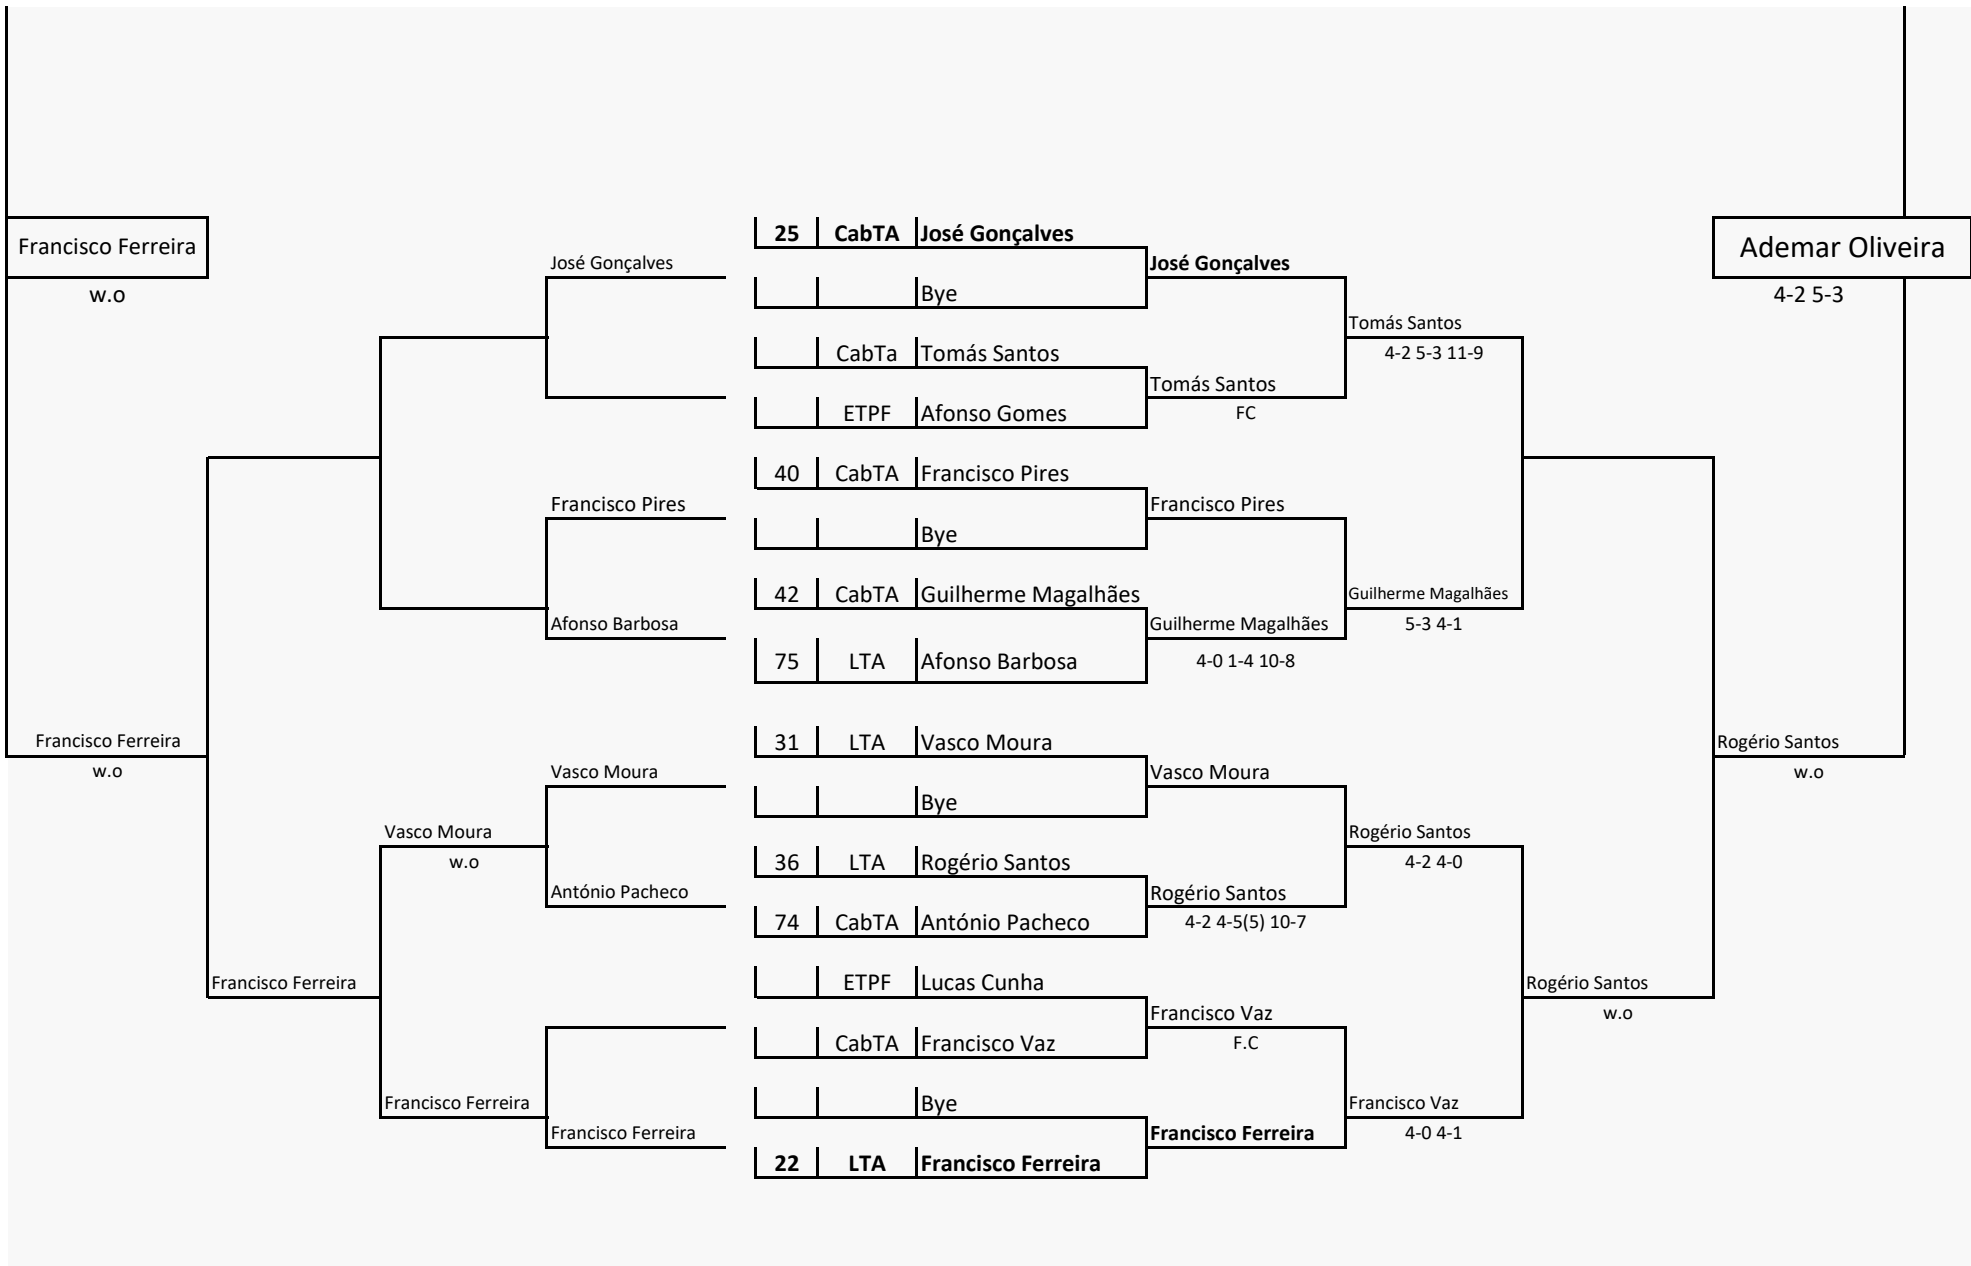 25 CabTA José Gonçalves
Francisco Ferreira
Ademar Oliveira
José Gonçalves
José Gonçalves
w.o
Bye
4-2 5-3
Tomás Santos
CabTa Tomás Santos
4-2 5-3 11-9
Tomás Santos
ETPF Afonso Gomes
FC
40 CabTA Francisco Pires
Francisco Pires
Francisco Pires
Bye
42 CabTA Guilherme Magalhães
Guilherme Magalhães
Afonso Barbosa
Guilherme Magalhães
5-3 4-1
75 LTA Afonso Barbosa
4-0 1-4 10-8
Francisco Ferreira
31 LTA Vasco Moura
Rogério Santos
w.o
Vasco Moura
Vasco Moura
w.o
Bye
Vasco Moura
Rogério Santos
w.o
36 LTA Rogério Santos
4-2 4-0
António Pacheco
Rogério Santos
74 CabTA António Pacheco
4-2 4-5(5) 10-7
Francisco Ferreira
ETPF Lucas Cunha
Rogério Santos
Francisco Vaz
w.o
CabTA Francisco Vaz
F.C
Francisco Ferreira
Bye
Francisco Vaz
Francisco Ferreira
Francisco Ferreira
4-0 4-1
22 LTA Francisco Ferreira